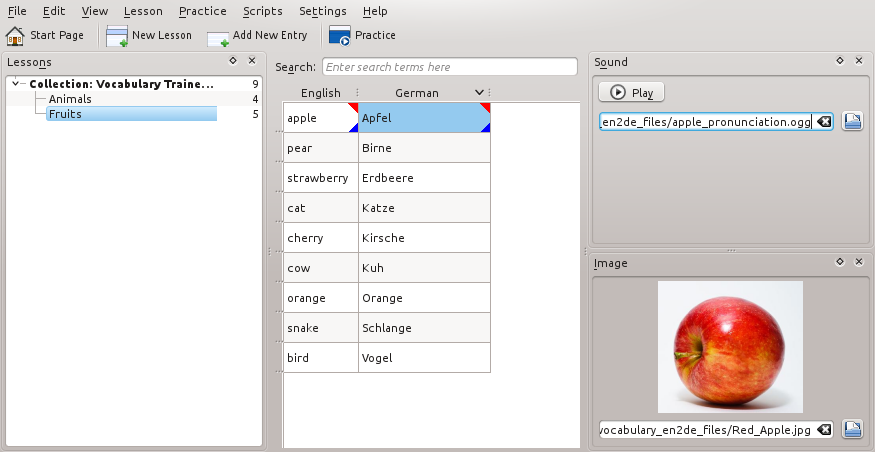 File Edit View Lesson Practice Scripts Settings Help
Start Page New Lesson Add New Entry Practice
Lessons
Collection: Vocabulary Traine... 9
Animals 4
Fruits 5
Search: Enter search terms here
English German
apple Apfel
pear Birne
strawberry Erdbeere
cat Katze
cherry Kirsche
cow Kuh
orange Orange
snake Schlange
bird Vogel
Sound
Play
_en2de_files/apple_pronunciation.ogg
Image
vocabulary_en2de_files/Red_Apple.jpg